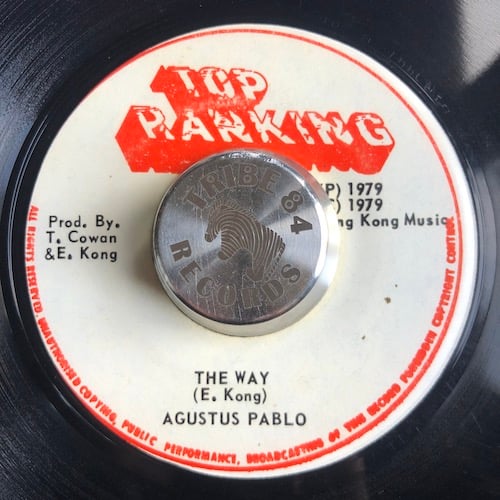 TOP
RANKING
P) 1979
) 1979
ng Kong Music
Prod. By.
T. Cowan
& E. Kong
TRIBE 84
RECORDS
THE WAY
(E. Kong)
AGUSTUS PABLO
ALL RIGHTS RESERVED. UNAUTHORISED COPYING, PUBLIC PERFORMANCE, BROADCASTING OF THE RECORD FORBIDDEN COPYRIGHT CONTROL